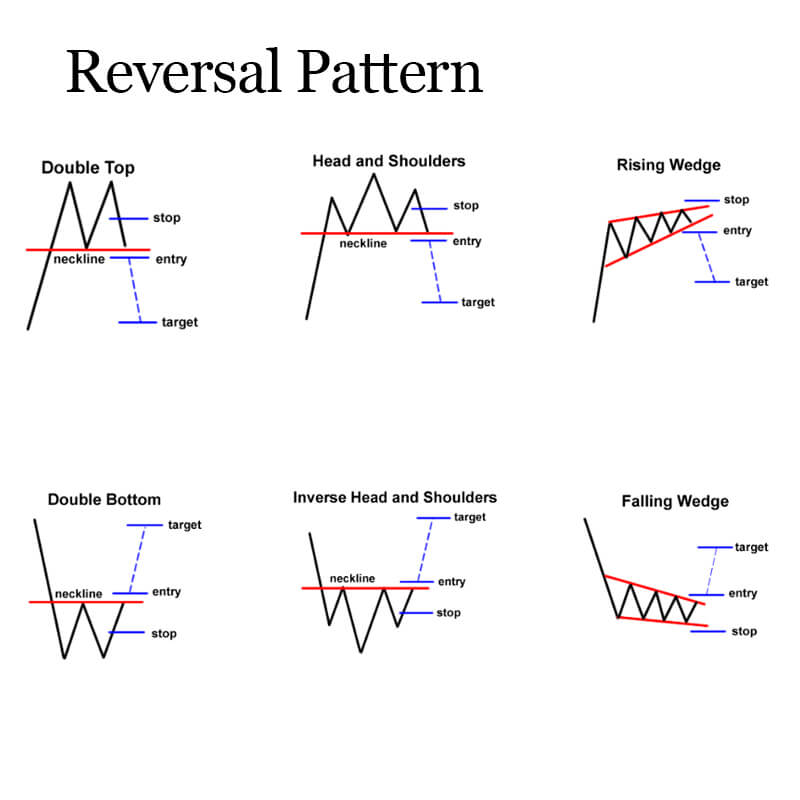 Reversal Pattern
Double Top
stop
neckline
entry
target
Head and Shoulders
stop
neckline
entry
target
Rising Wedge
stop
entry
target
Double Bottom
target
neckline
entry
stop
Inverse Head and Shoulders
target
neckline
entry
stop
Falling Wedge
target
entry
stop